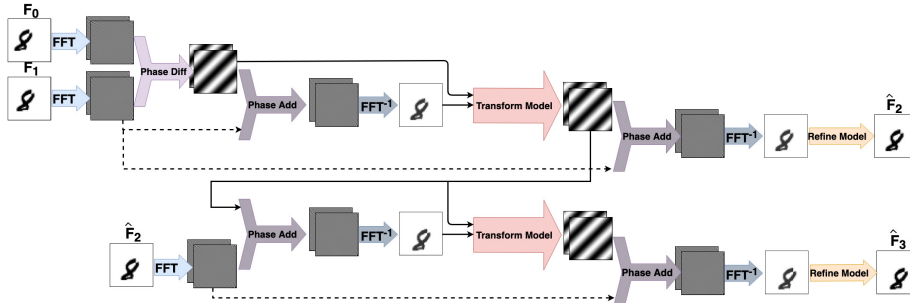 F0
FFT
F1
FFT
Phase Diff
Phase Add
FFT-1
Transform Model
Phase Add
FFT-1
Refine Model
F̂2
F̂2
FFT
Phase Add
FFT-1
Transform Model
Phase Add
FFT-1
Refine Model
F̂3